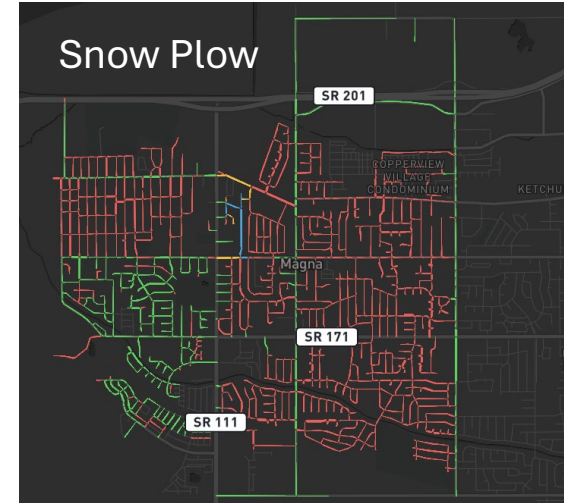 Snow Plow
SR 201
COPPERVIEW
VILLAGE
CONDOMINIUM
KETCHU
Magna
SR 171
SR 111